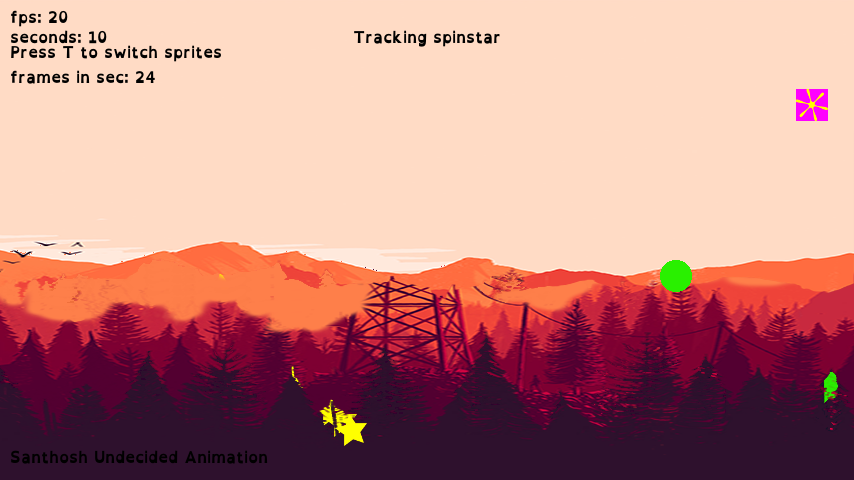 fps: 20
seconds: 10
Press T to switch sprites
frames in sec: 24
Tracking spinstar
Santhosh Undecided Animation